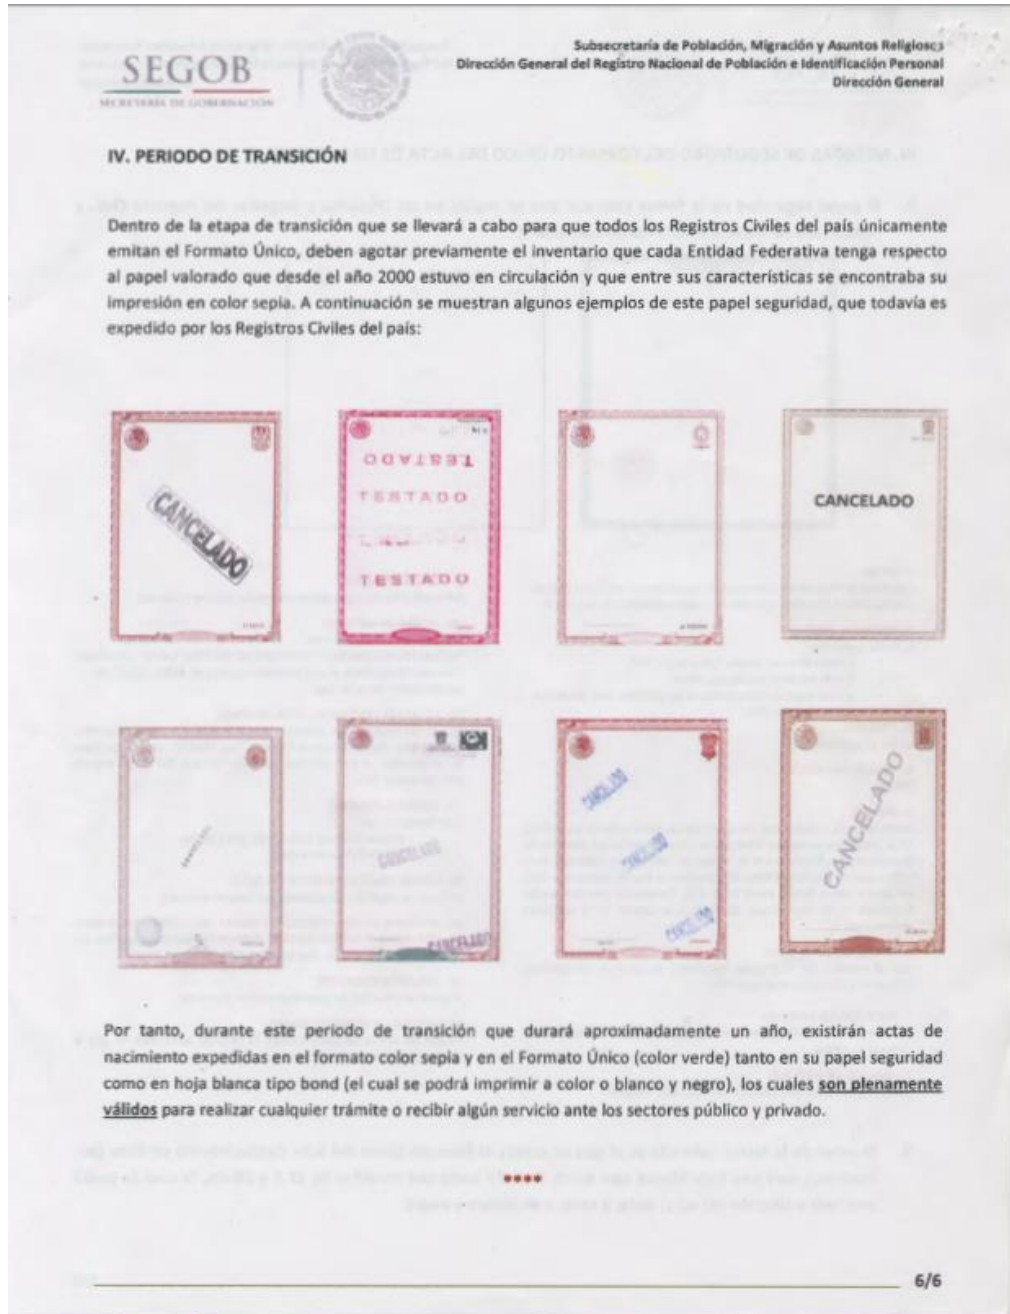 Subsecretaría de Población, Migración y Asuntos Religiosos
SEGOB
Dirección General del Registro Nacional de Población e Identificación Personal
Dirección General
SECRETARÍA DE GOBERNACIÓN
IV. PERIODO DE TRANSICIÓN
Dentro de la etapa de transición que se llevará a cabo para que todos los Registros Civiles del país únicamente
emitan el Formato Único, deben agotar previamente el inventario que cada Entidad Federativa tenga respecto
al papel valorado que desde el año 2000 estuvo en circulación y que entre sus características se encontraba su
impresión en color sepia. A continuación se muestran algunos ejemplos de este papel seguridad, que todavía es
expedido por los Registros Civiles del país:
CANCELADO
TESTADO
TESTADO
TESTADO
CANCELADO
CANCELADO
CANCELADO
CANCELADO
CANCELADO
CANCELADO
CANCELADO
Por tanto, durante este periodo de transición que durará aproximadamente un año, existirán actas de
nacimiento expedidas en el formato color sepia y en el Formato Único (color verde) tanto en su papel seguridad
como en hoja blanca tipo bond (el cual se podrá imprimir a color o blanco y negro), los cuales son plenamente
válidos para realizar cualquier trámite o recibir algún servicio ante los sectores público y privado.
****
6/6